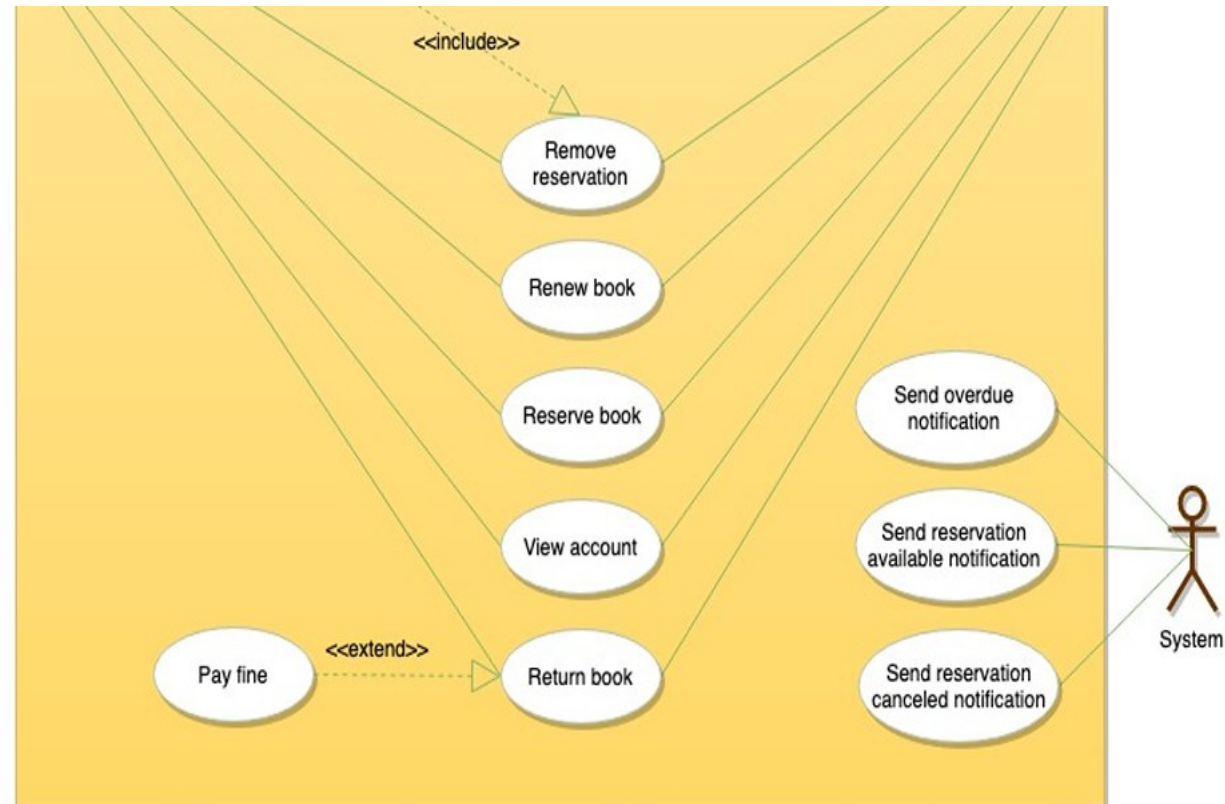 <<include>>
Remove
reservation
Renew book
Reserve book
Send overdue
notification
View account
Send reservation
available notification
System
<<extend>>
Pay fine
Return book
Send reservation
canceled notification